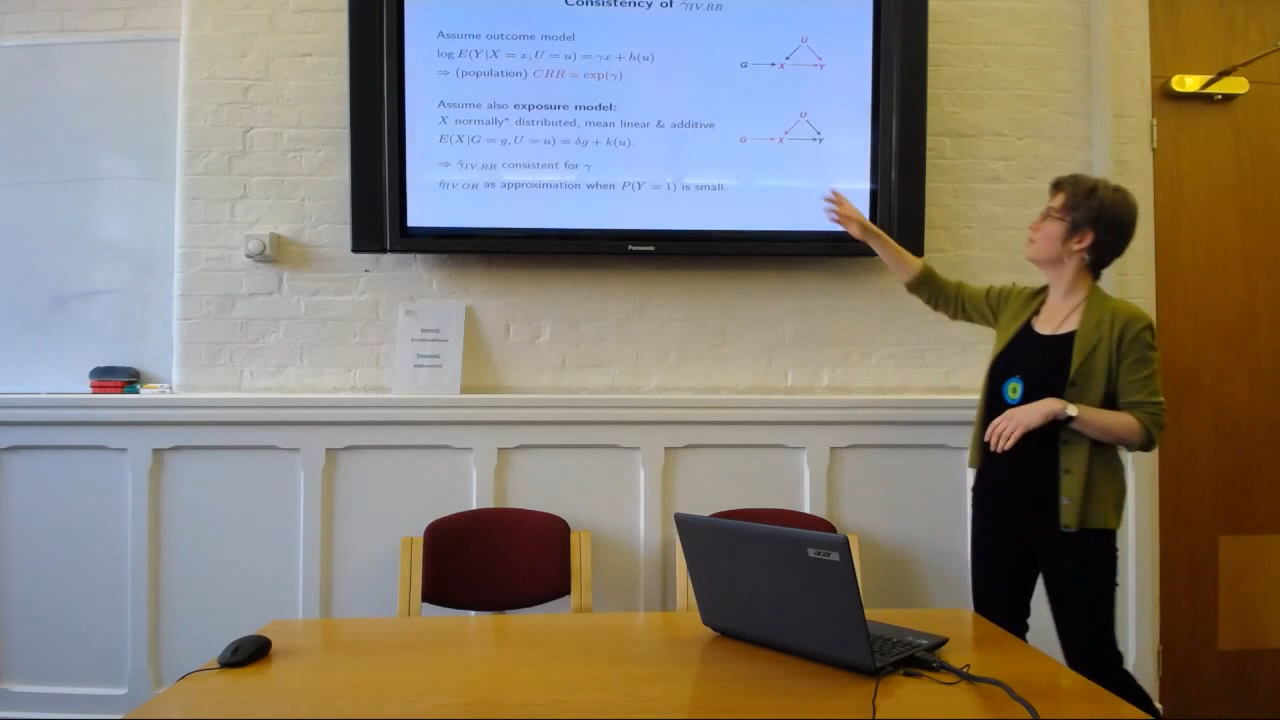 Consistency of γ̂IV.RR
Assume outcome model
log E(Y|X = x, U = u) = γx + h(u)
⇒ (population) CRR = exp(γ)
U
G X Y
Assume also exposure model:
X normally* distributed, mean linear & additive
E(X|G = g, U = u) = δg + k(u).
U
G X Y
⇒ γ̂IV.RR consistent for γ
η̂IV.OR as approximation when P(Y = 1) is small.
Panasonic
acer